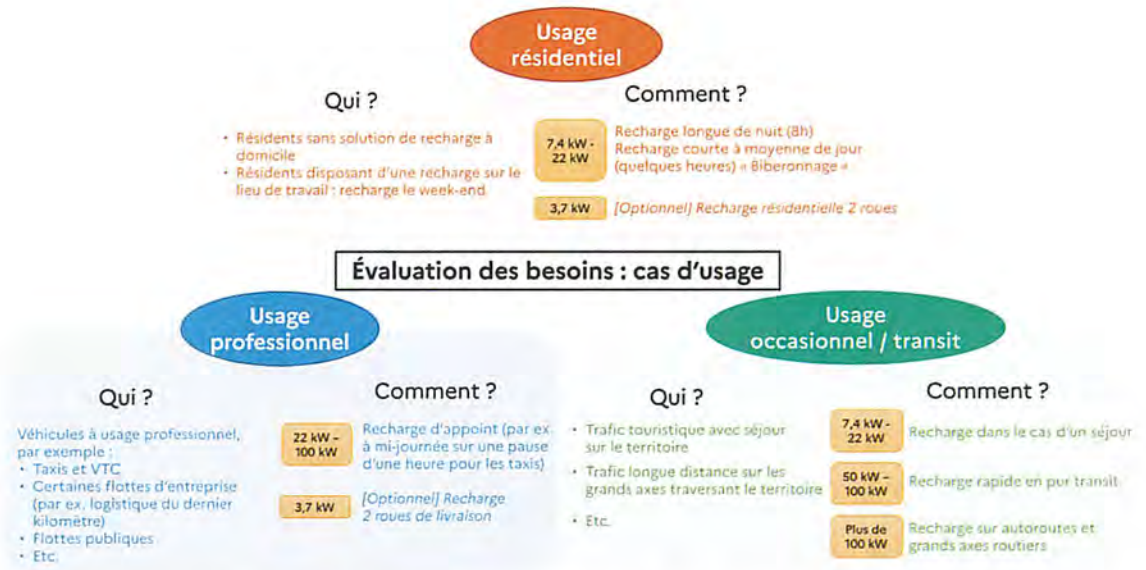 Usage
résidentiel
Qui ?
• Résidents sans solution de recharge à
domicile
• Résidents disposant d'une recharge sur le
lieu de travail : recharge le week-end
Comment ?
7,4 kW -
22 kW
Recharge longue de nuit (8h)
Recharge courte à moyenne de jour
(quelques heures) « Biberonnage »
3,7 kW
[Optionnel] Recharge résidentielle 2 roues
Évaluation des besoins : cas d'usage
Usage
professionnel
Qui ?
Véhicules à usage professionnel,
par exemple :
• Taxis et VTC
• Certaines flottes d'entreprise
(par ex. logistique du dernier
kilomètre)
• Flottes publiques
• Etc.
Comment ?
22 kW –
100 kW
Recharge d'appoint (par ex.
à mi-journée sur une pause
d'une heure pour les taxis)
3,7 kW
[Optionnel] Recharge
2 roues de livraison
Usage
occasionnel / transit
Qui ?
• Trafic touristique avec séjour
sur le territoire
• Trafic longue distance sur les
grands axes traversant le territoire
• Etc.
Comment ?
7,4 kW -
22 kW
Recharge dans le cas d'un séjour
50 kW –
100 kW
Recharge rapide en pur transit
Plus de
100 kW
Recharge sur autoroutes et
grands axes routiers